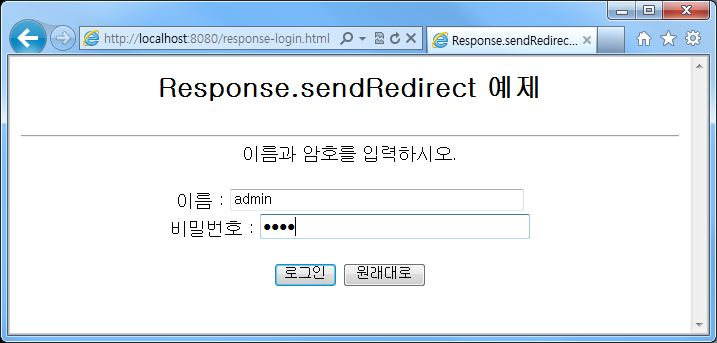 http://localhost:8080/response-login.html
Response.sendRedirec...
Response.sendRedirect 예제
이름과 암호를 입력하시오.
이름 : admin
비밀번호 : ●●●●
로그인 원래대로